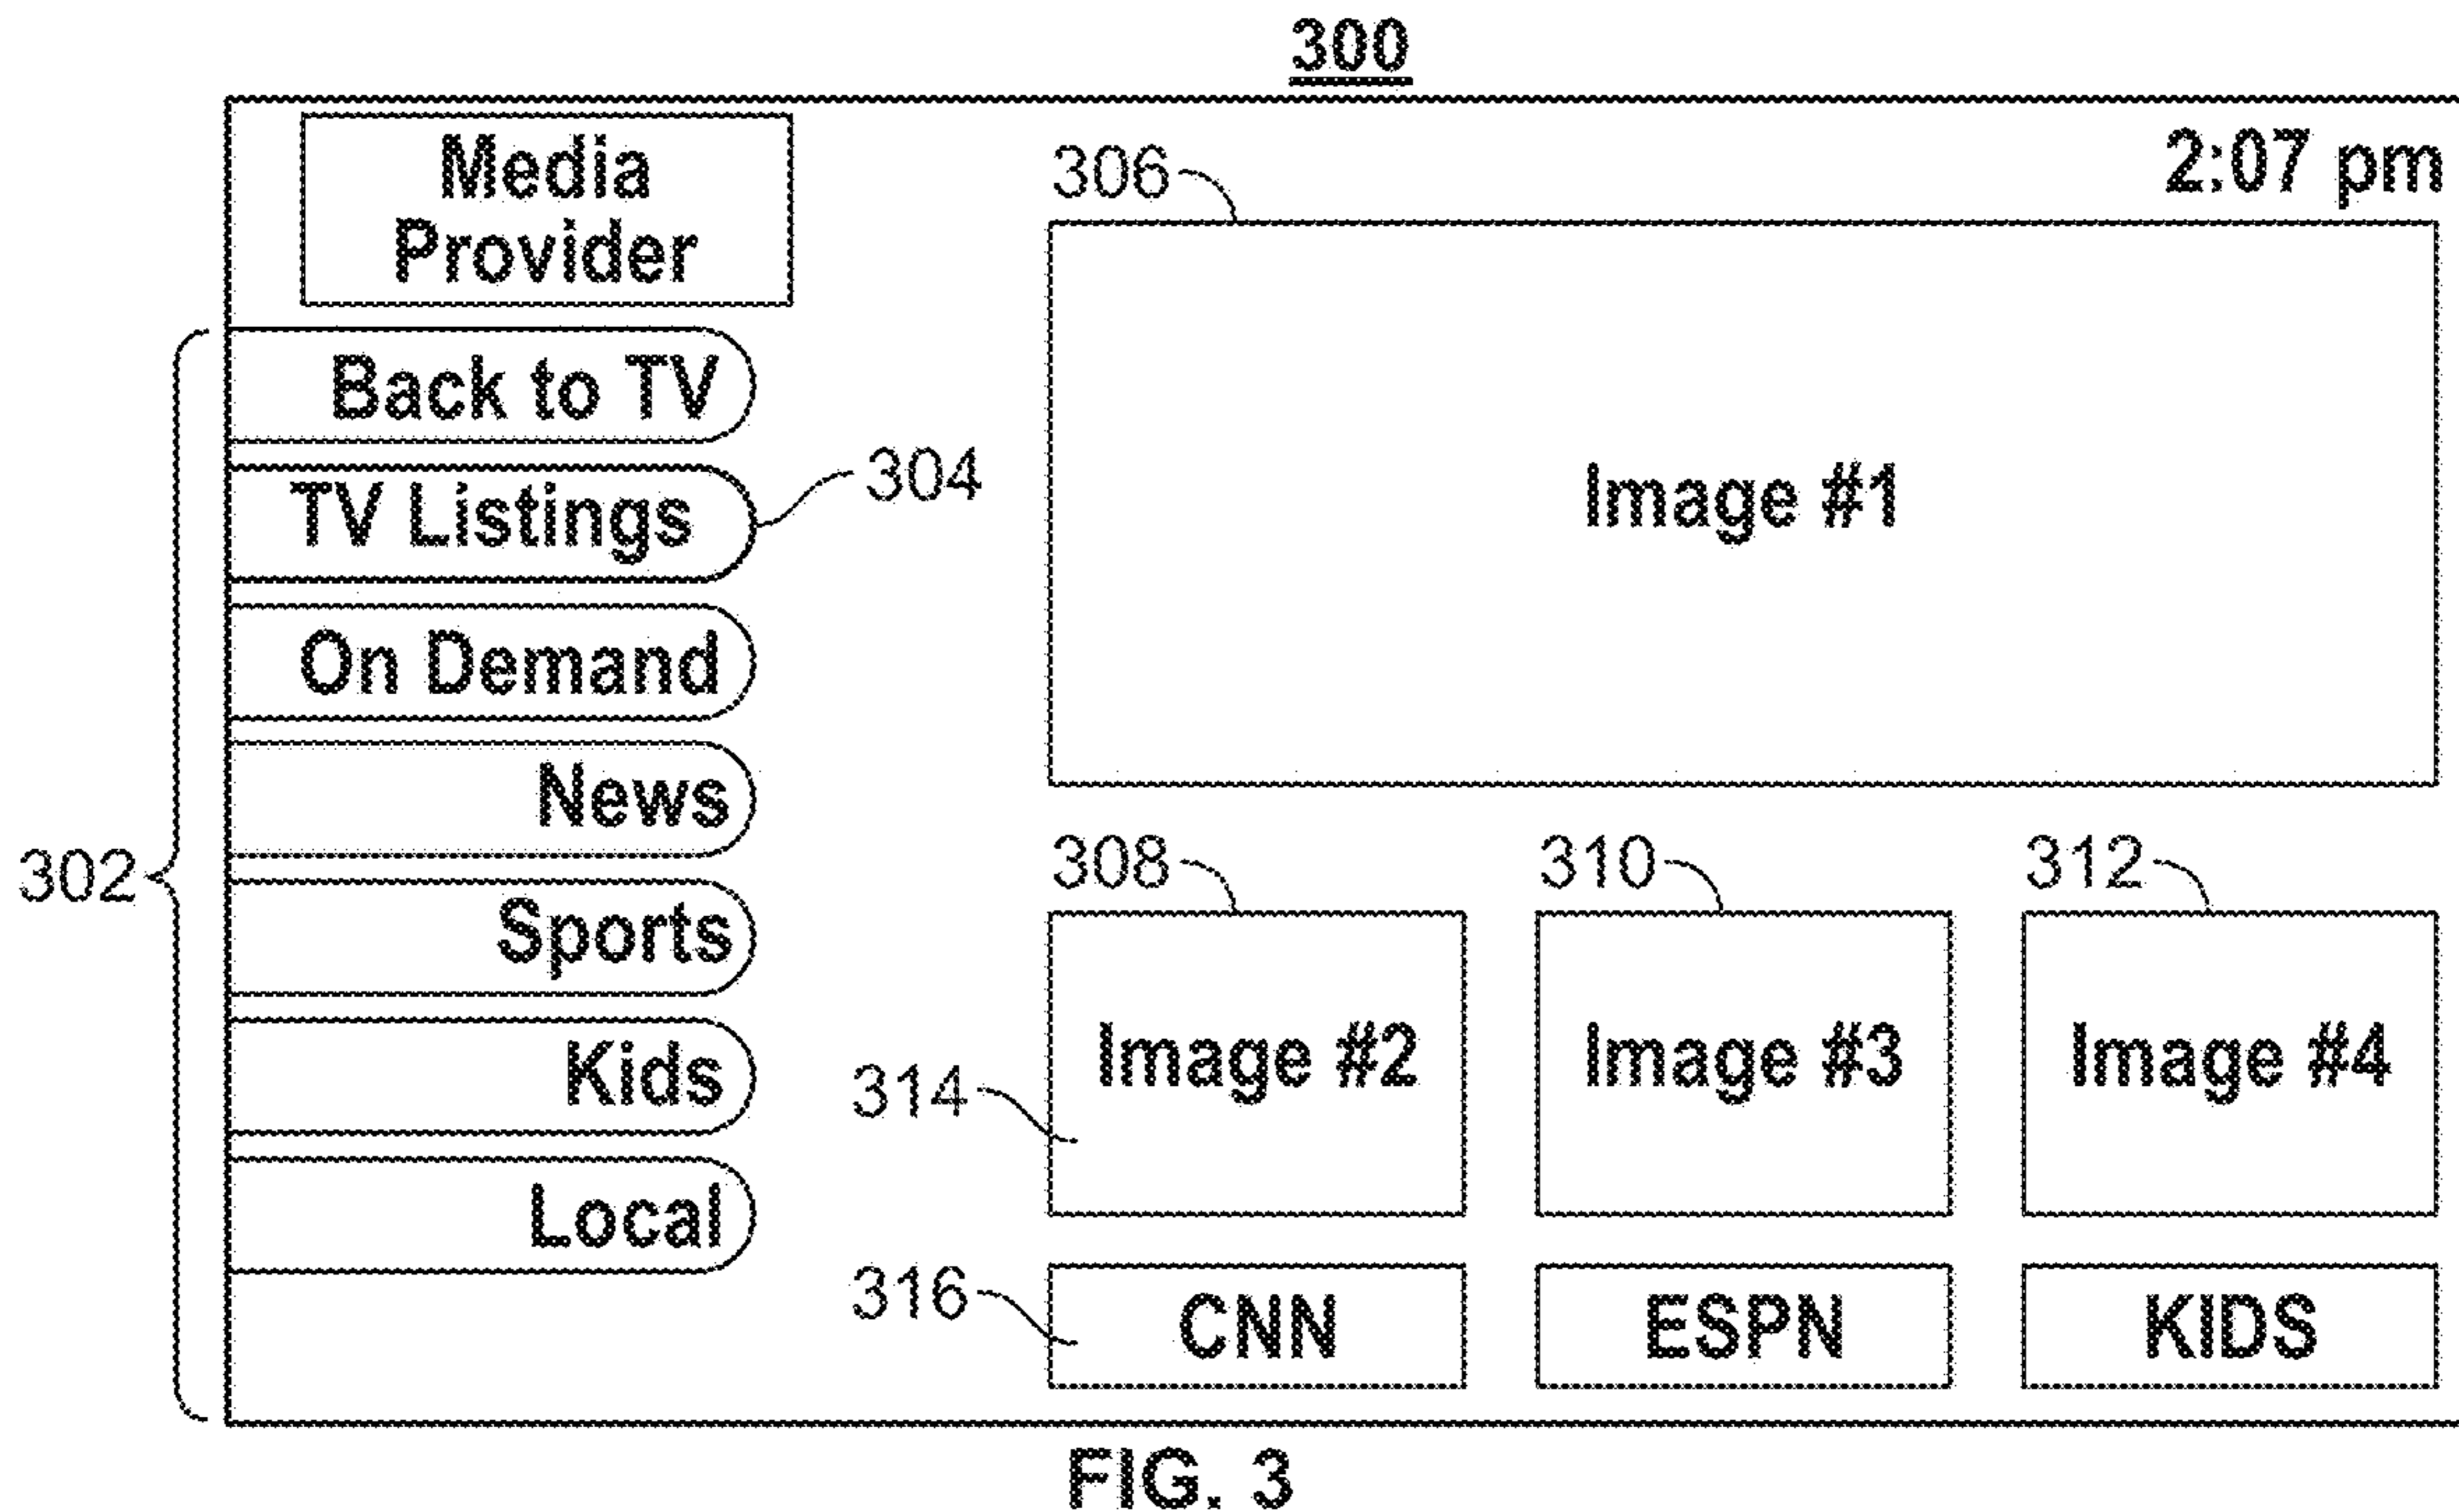 300
Media
Provider
2:07 pm
306
Back to TV
TV Listings
304
Image #1
On Demand
News
302
308
310
312
Sports
Image #2
Image #3
Image #4
Kids
314
Local
316
CNN
ESPN
KIDS
FIG. 3